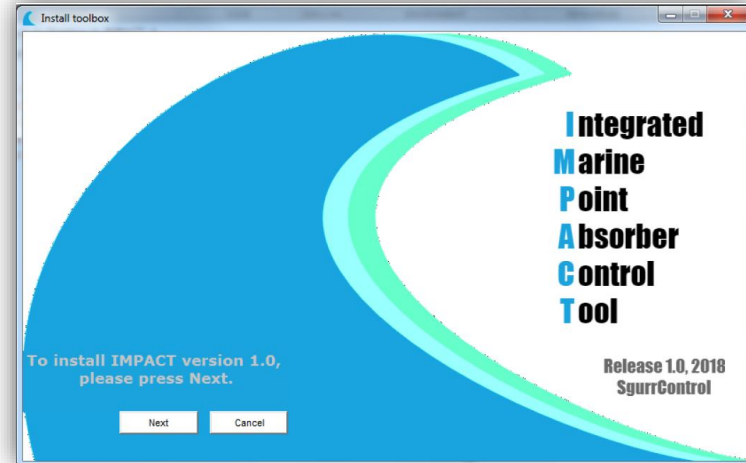 Install toolbox
Integrated
Marine
Point
Absorber
Control
Tool
To install IMPACT version 1.0,
please press Next.
Release 1.0, 2018
SgurrControl
Next
Cancel